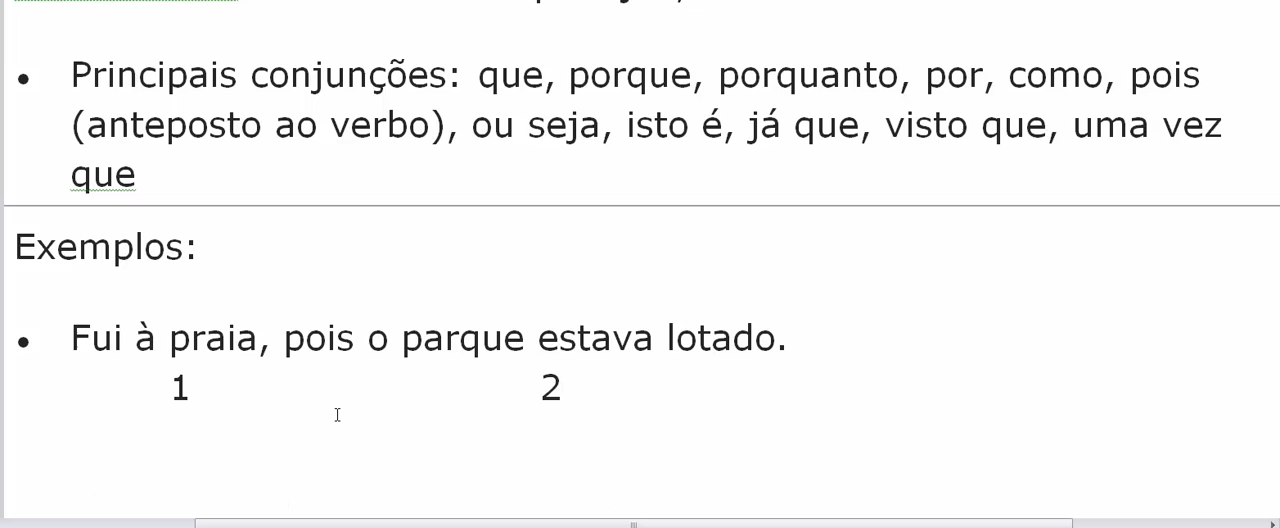 • Principais conjunções: que, porque, porquanto, por, como, pois
(anteposto ao verbo), ou seja, isto é, já que, visto que, uma vez
que
Exemplos:
• Fui à praia, pois o parque estava lotado.
1 2